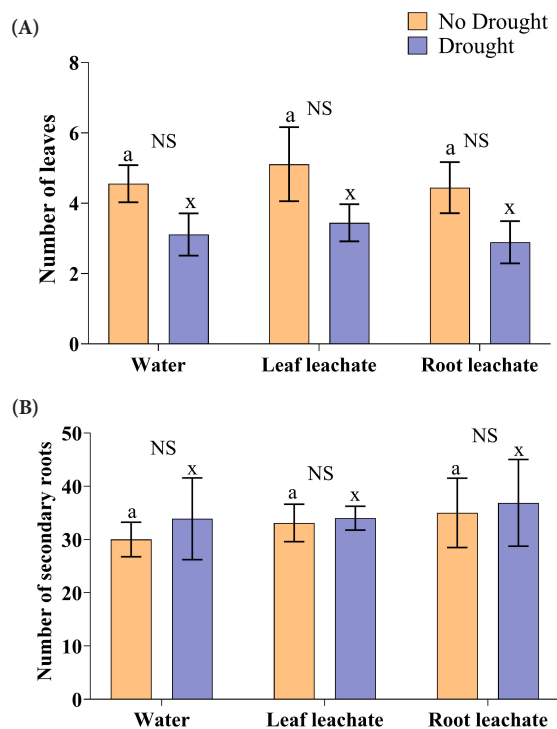 (A)
No Drought
Drought
Number of leaves
8
6
4
2
0
a
NS
x
a
NS
x
a
NS
x
Water
Leaf leachate
Root leachate
(B)
Number of secondary roots
50
40
30
20
10
0
a
NS
x
a
NS
x
a
NS
x
Water
Leaf leachate
Root leachate